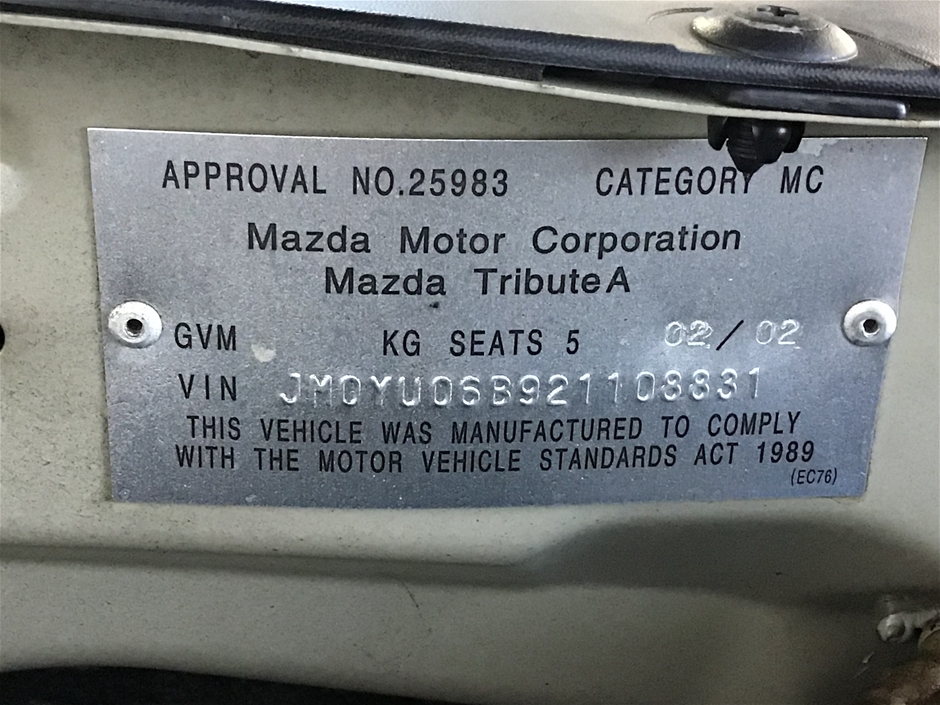 APPROVAL NO.25983 CATEGORY MC
Mazda Motor Corporation
Mazda Tribute A
GVM KG SEATS 5 02/02
VIN JM0YU06B921108831
THIS VEHICLE WAS MANUFACTURED TO COMPLY
WITH THE MOTOR VEHICLE STANDARDS ACT 1989
(EC76)